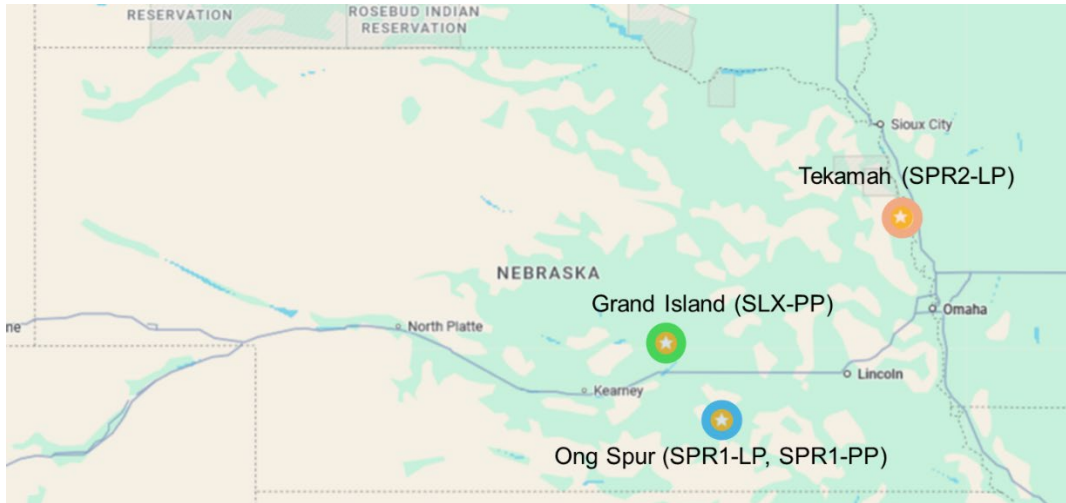 RESERVATION
ROSEBUD INDIAN
RESERVATION
Sioux City
Tekamah (SPR2-LP)
NEBRASKA
Grand Island (SLX-PP)
Omaha
ne
North Platte
Lincoln
Kearney
Ong Spur (SPR1-LP, SPR1-PP)